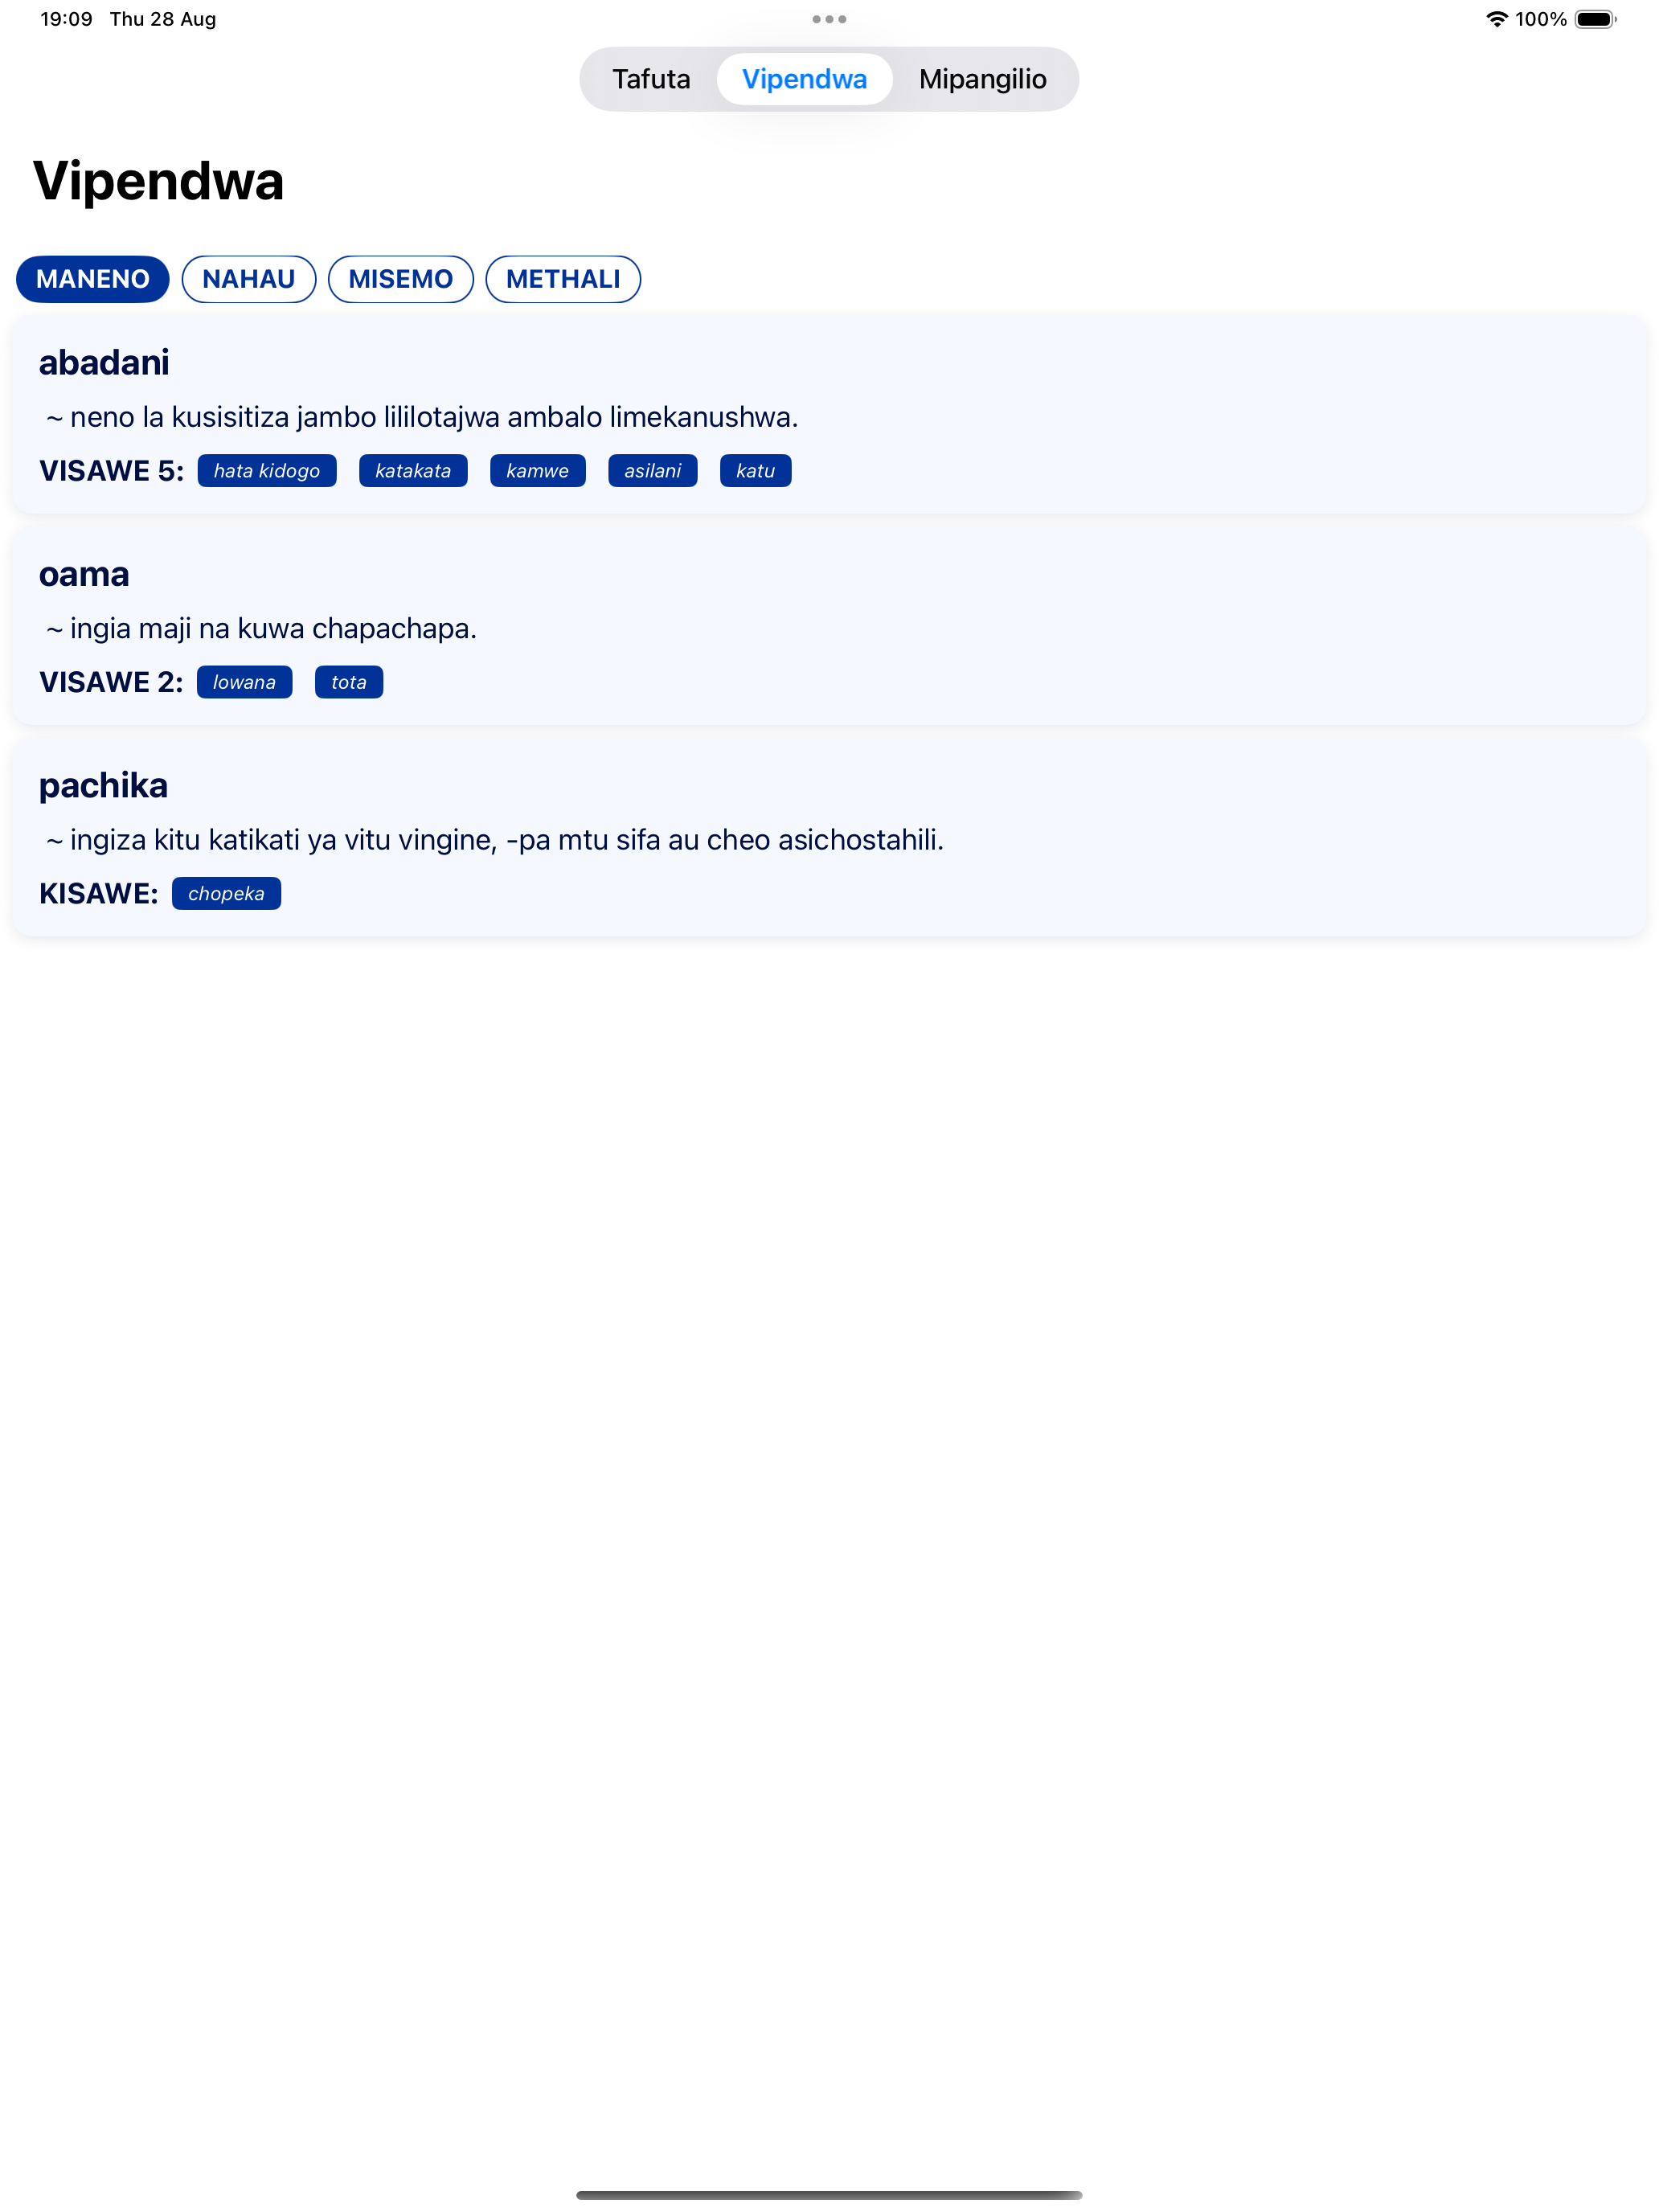 19:09 Thu 28 Aug 100%
Tafuta Vipendwa Mipangilio
Vipendwa
MANENO NAHAU MISEMO METHALI
abadani
~ neno la kusisitiza jambo lililotajwa ambalo limekanushwa.
VISAWE 5: hata kidogo katakata kamwe asilani katu
oama
~ ingia maji na kuwa chapachapa.
VISAWE 2: lowana tota
pachika
~ ingiza kitu katikati ya vitu vingine, -pa mtu sifa au cheo asichostahili.
KISAWE: chopeka